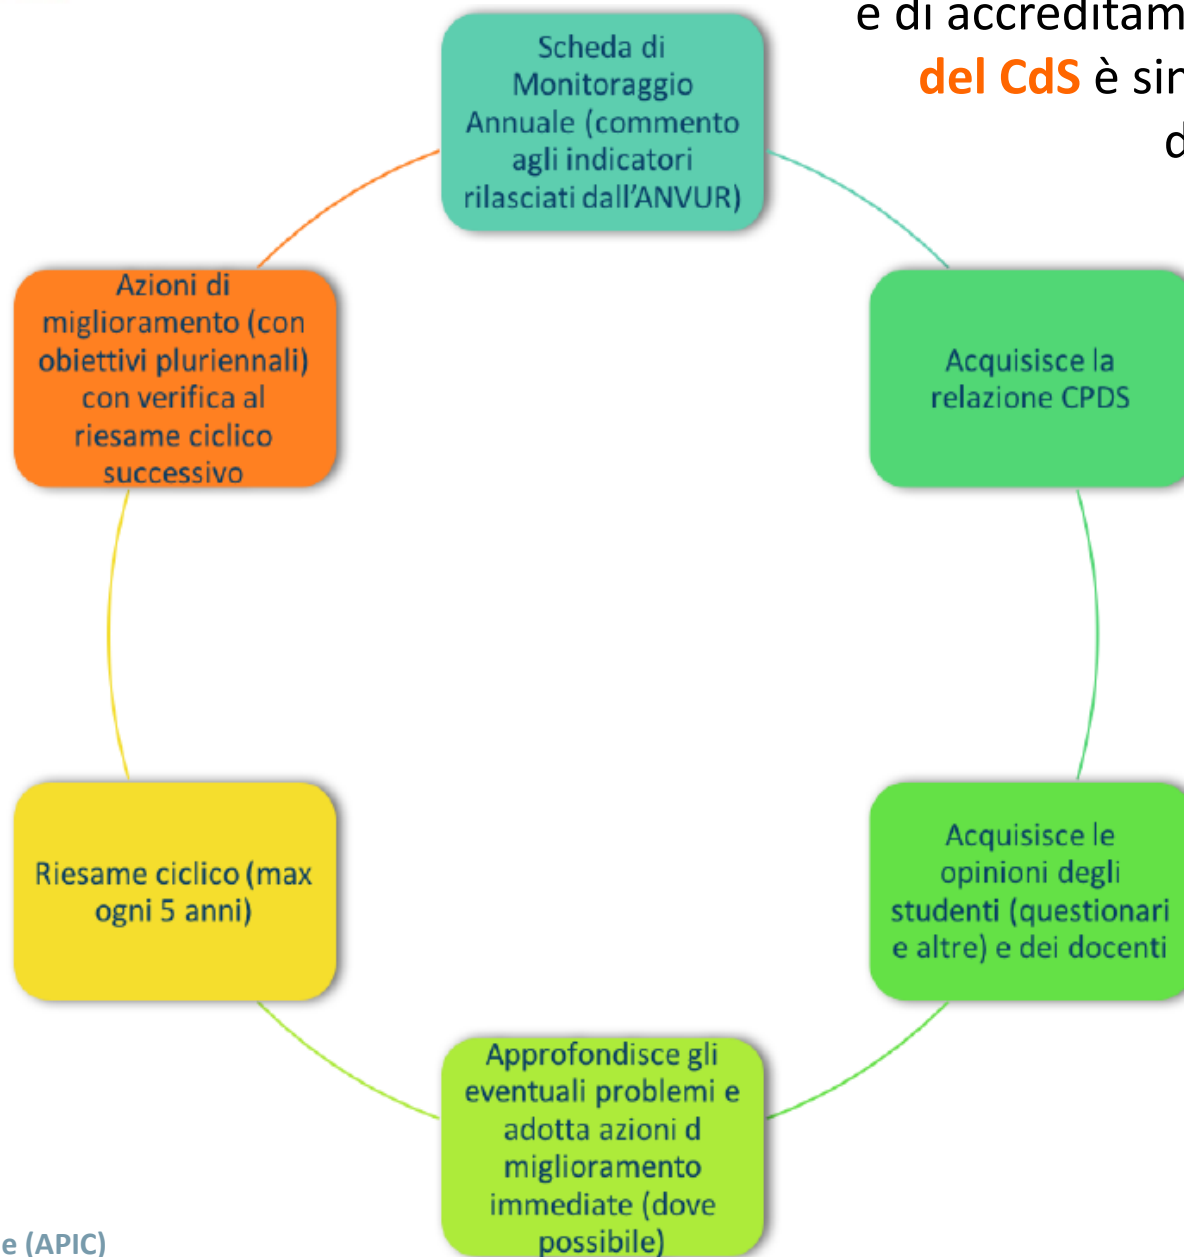 e di accreditam
del CdS è sin
d
Scheda di
Monitoraggio
Annuale (commento
agli indicatori
rilasciati dall'ANVUR)
Acquisisce la
relazione CPDS
Acquisisce le
opinioni degli
studenti (questionari
e altre) e dei docenti
Approfondisce gli
eventuali problemi e
adotta azioni d
miglioramento
immediate (dove
possibile)
Riesame ciclico (max
ogni 5 anni)
Azioni di
miglioramento (con
obiettivi pluriennali)
con verifica al
riesame ciclico
successivo
e (APIC)